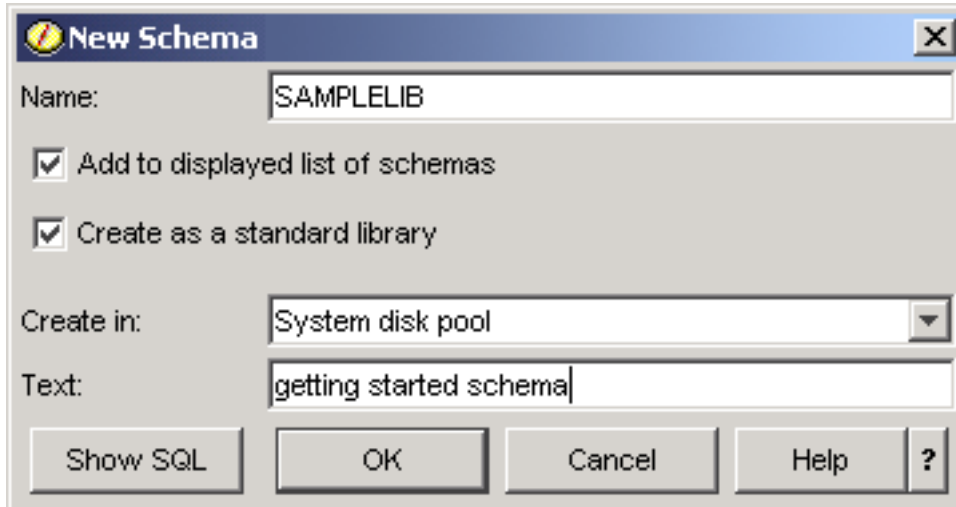 New Schema
Name: SAMPLELIB
Add to displayed list of schemas
Create as a standard library
Create in: System disk pool
Text: getting started schema
Show SQL OK Cancel Help ?